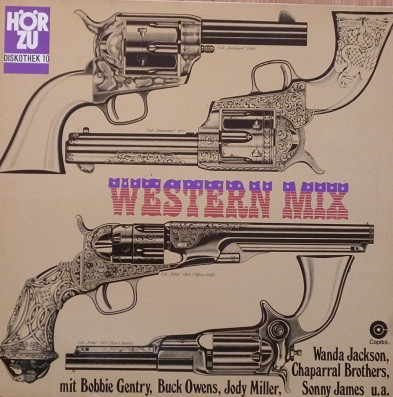 HÖR
ZU
DISKOTHEK 10
WESTERN MIX
Capitol
Wanda Jackson,
Chaparral Brothers,
mit Bobbie Gentry, Buck Owens, Jody Miller, Sonny James u.a.